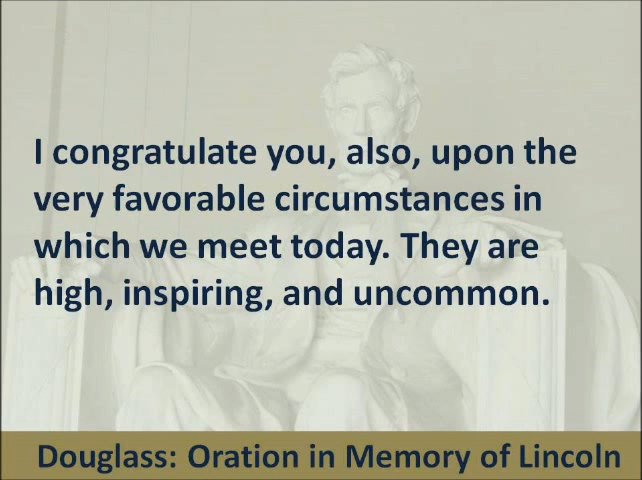 I congratulate you, also, upon the
very favorable circumstances in
which we meet today. They are
high, inspiring, and uncommon.
Douglass: Oration in Memory of Lincoln